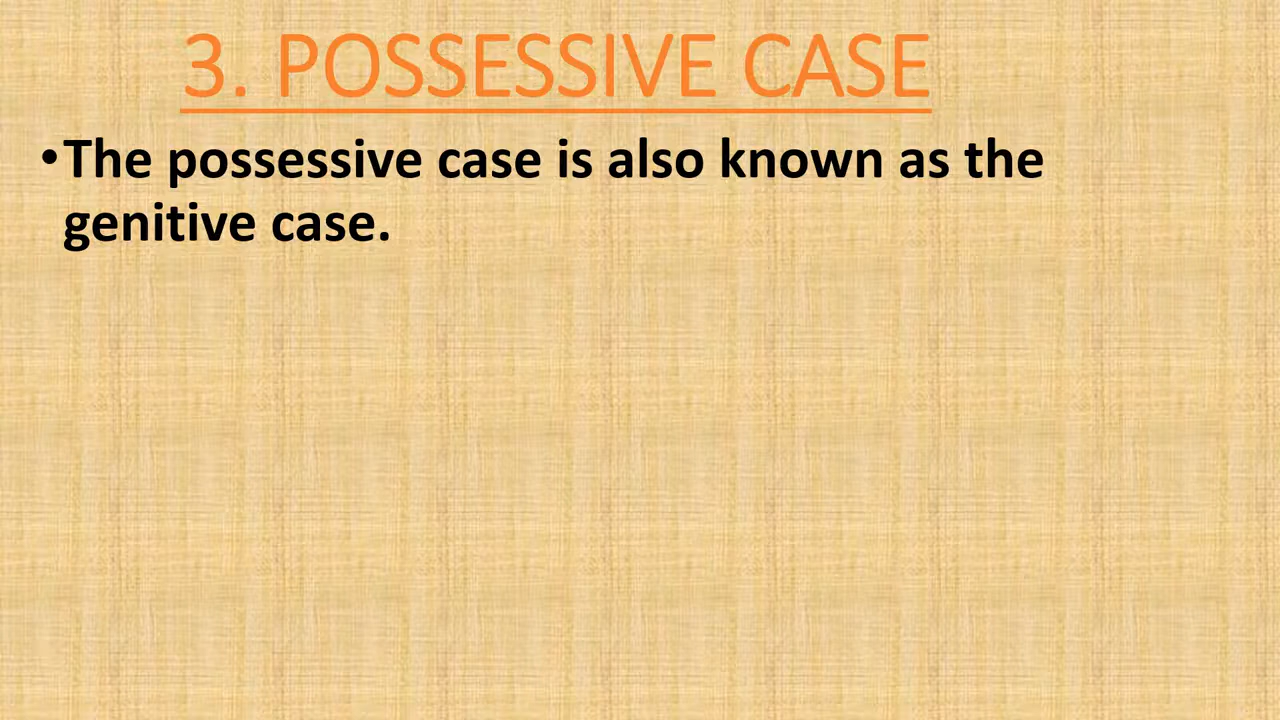 3. POSSESSIVE CASE
•The possessive case is also known as the
genitive case.